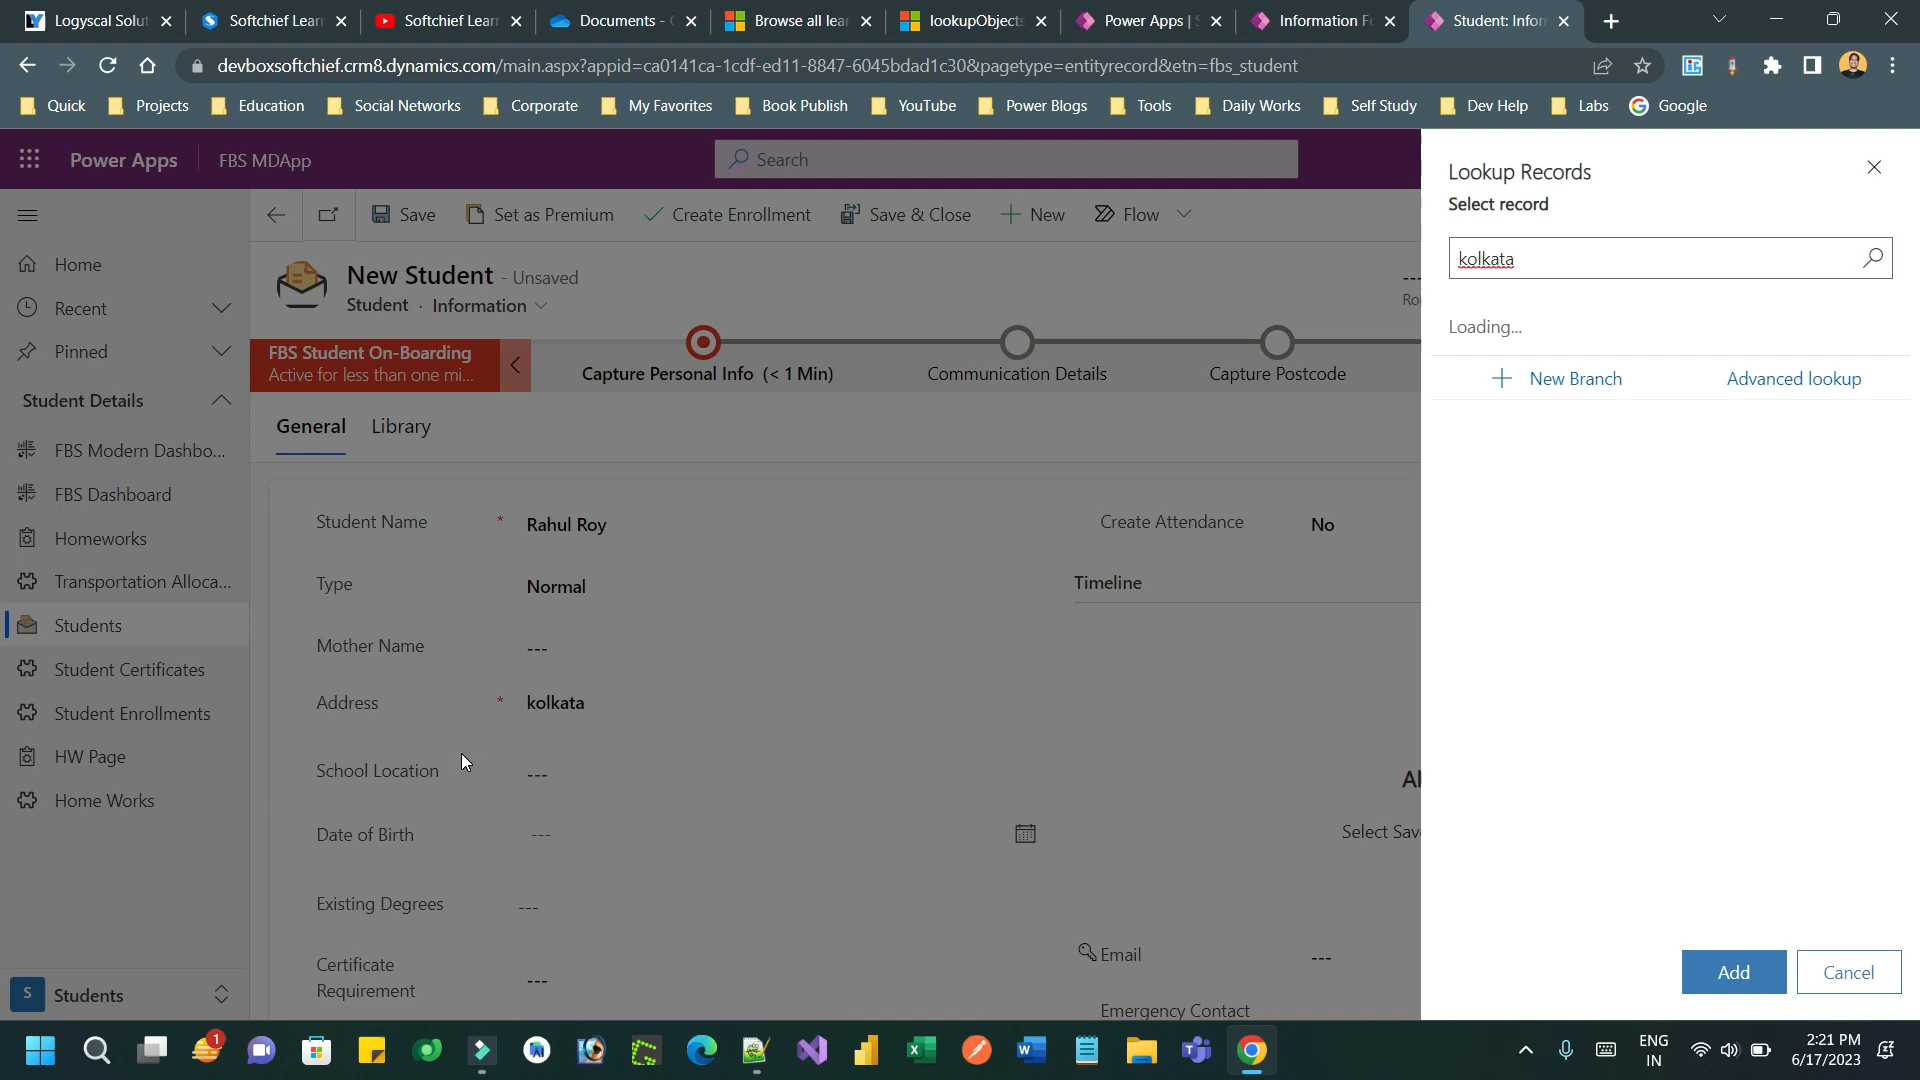 Logyscal Solut
Softchief Lear
Softchief Lear
Documents - 
Browse all lea
lookupObjects
Power Apps | S
Information Fo
Student: Infor
devboxsoftchief.crm8.dynamics.com/main.aspx?appid=ca0141ca-1cdf-ed11-8847-6045bdad1c30&pagetype=entityrecord&etn=fbs_student
Quick
Projects
Education
Social Networks
Corporate
My Favorites
Book Publish
YouTube
Power Blogs
Tools
Daily Works
Self Study
Dev Help
Labs
Google
Power Apps
FBS MDApp
Search
Save
Set as Premium
Create Enrollment
Save & Close
New
Flow
Home
Recent
Pinned
Student Details
FBS Modern Dashbo...
FBS Dashboard
Homeworks
Transportation Alloca...
Students
Student Certificates
Student Enrollments
HW Page
Home Works
S Students
New Student - Unsaved
Student · Information
---
Ro
FBS Student On-Boarding
Active for less than one mi...
Capture Personal Info (< 1 Min)
Communication Details
Capture Postcode
General
Library
Student Name * Rahul Roy
Type Normal
Mother Name ---
Address * kolkata
School Location ---
Date of Birth ---
Existing Degrees ---
Certificate
Requirement ---
Create Attendance No
Timeline
Al
Select Sav
Email ---
Emergency Contact
Lookup Records
Select record
kolkata
Loading...
New Branch
Advanced lookup
Add
Cancel
1
ENG
IN
2:21 PM
6/17/2023